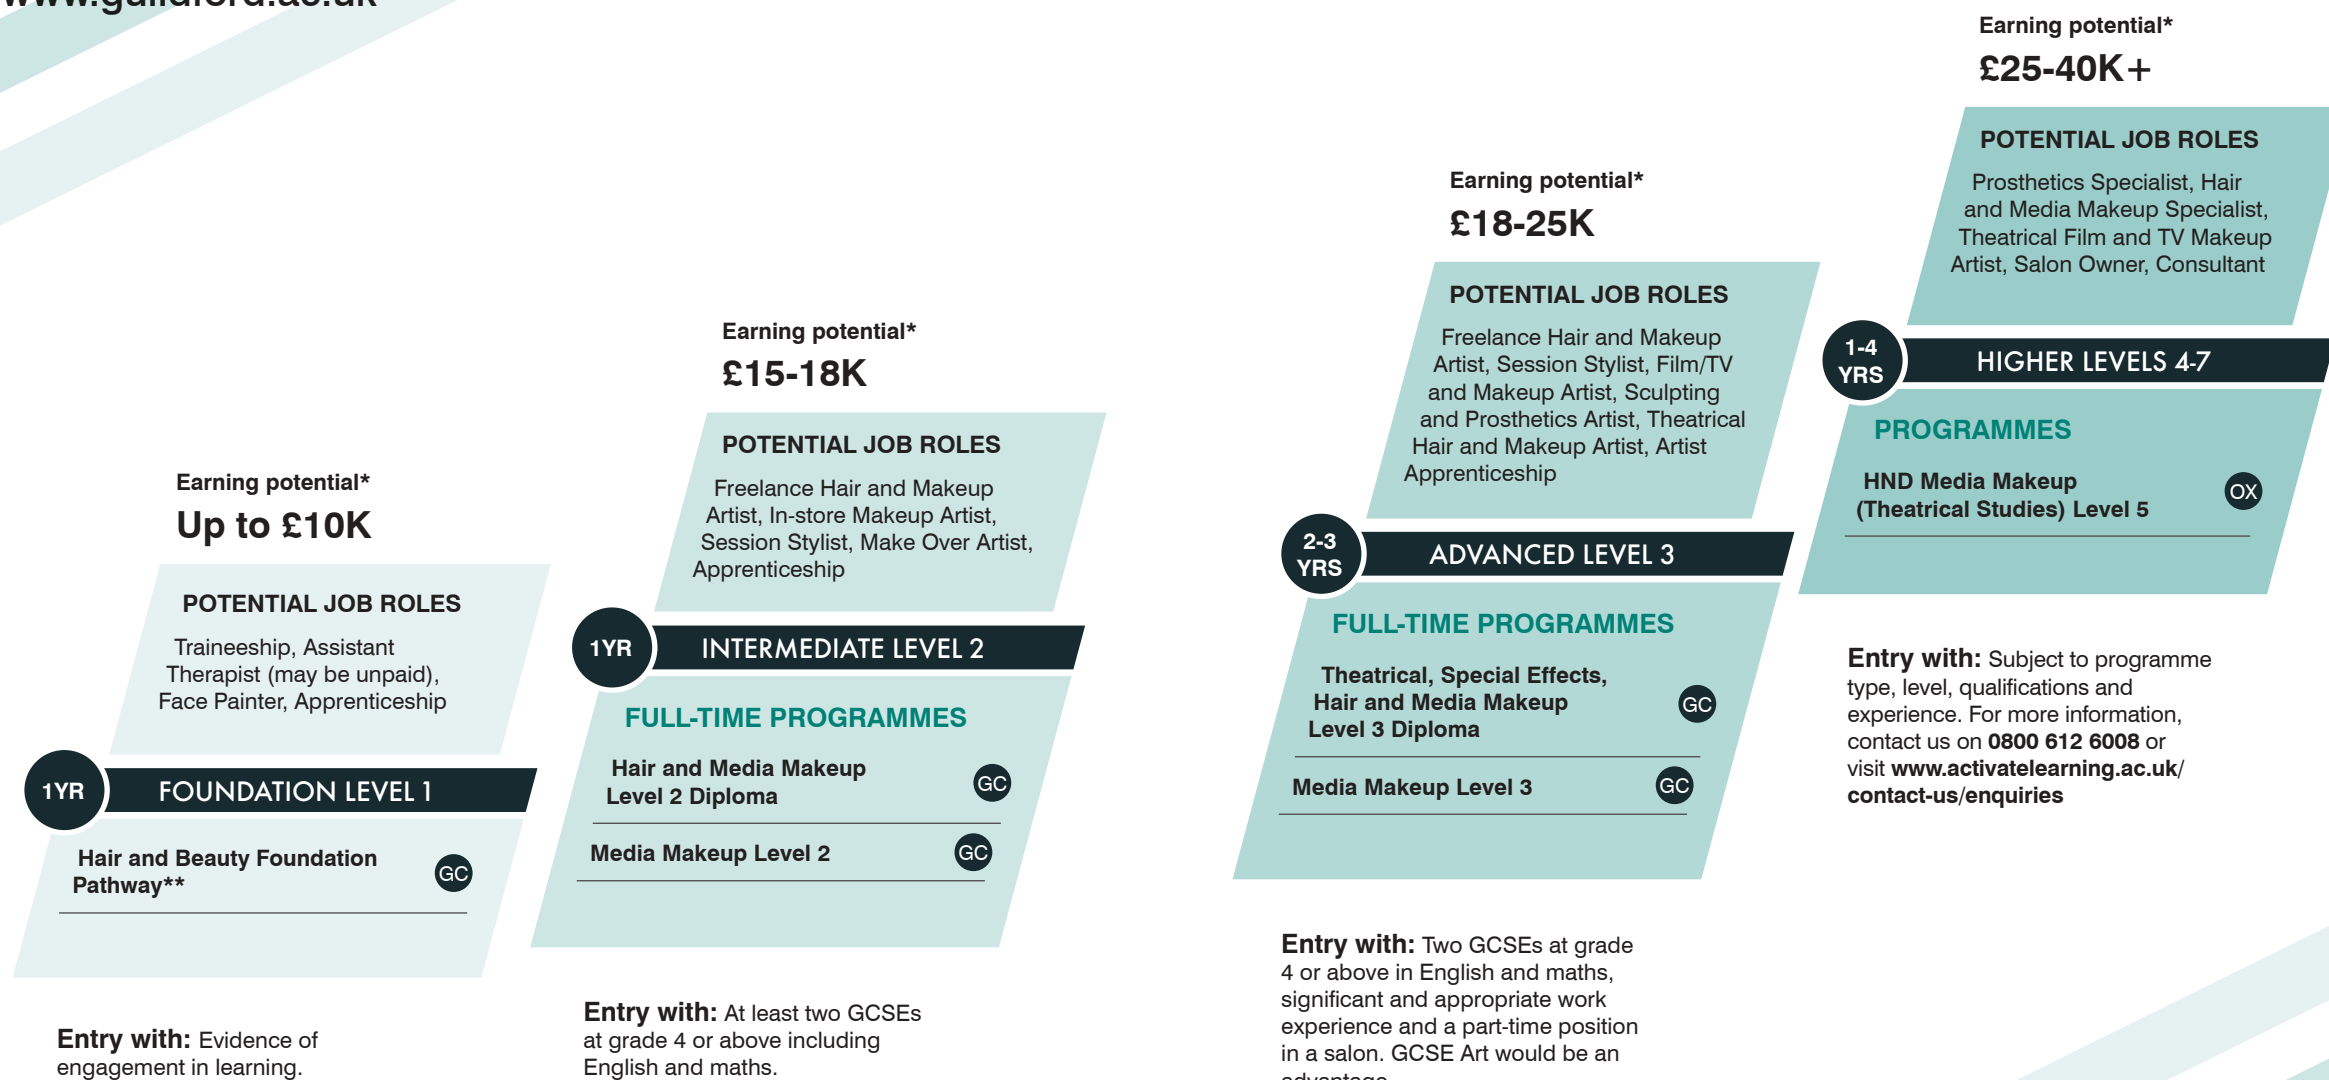 www.guildford.ac.uk
Earning potential*
Up to £10K
POTENTIAL JOB ROLES
Traineeship, Assistant
Therapist (may be unpaid),
Face Painter, Apprenticeship
1YR
FOUNDATION LEVEL 1
Hair and Beauty Foundation
Pathway**
GC
Entry with: Evidence of
engagement in learning.
Earning potential*
£15-18K
POTENTIAL JOB ROLES
Freelance Hair and Makeup
Artist, In-store Makeup Artist,
Session Stylist, Make Over Artist,
Apprenticeship
1YR
INTERMEDIATE LEVEL 2
FULL-TIME PROGRAMMES
Hair and Media Makeup
Level 2 Diploma
GC
Media Makeup Level 2
GC
Entry with: At least two GCSEs
at grade 4 or above including
English and maths.
Earning potential*
£18-25K
POTENTIAL JOB ROLES
Freelance Hair and Makeup
Artist, Session Stylist, Film/TV
and Makeup Artist, Sculpting
and Prosthetics Artist, Theatrical
Hair and Makeup Artist, Artist
Apprenticeship
2-3
YRS
ADVANCED LEVEL 3
FULL-TIME PROGRAMMES
Theatrical, Special Effects,
Hair and Media Makeup
Level 3 Diploma
GC
Media Makeup Level 3
GC
Entry with: Two GCSEs at grade
4 or above in English and maths,
significant and appropriate work
experience and a part-time position
in a salon. GCSE Art would be an
advantage.
Earning potential*
£25-40K+
POTENTIAL JOB ROLES
Prosthetics Specialist, Hair
and Media Makeup Specialist,
Theatrical Film and TV Makeup
Artist, Salon Owner, Consultant
1-4
YRS
HIGHER LEVELS 4-7
PROGRAMMES
HND Media Makeup
(Theatrical Studies) Level 5
OX
Entry with: Subject to programme
type, level, qualifications and
experience. For more information,
contact us on 0800 612 6008 or
visit www.activatelearning.ac.uk/
contact-us/enquiries